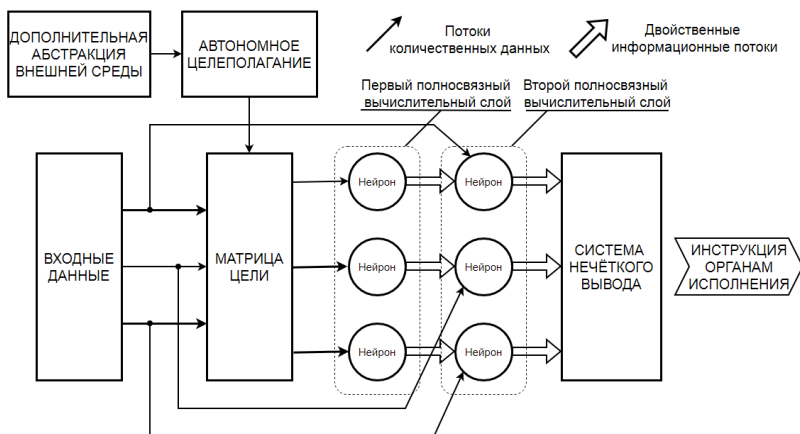 ДОПОЛНИТЕЛЬНАЯ
АБСТРАКЦИЯ
ВНЕШНЕЙ СРЕДЫ
АВТОНОМНОЕ
ЦЕЛЕПОЛАГАНИЕ
Потоки
количественных данных
Двойственные
информационные потоки
Первый полносвязный
вычислительный слой
Второй полносвязный
вычислительный слой
ВХОДНЫЕ
ДАННЫЕ
МАТРИЦА
ЦЕЛИ
Нейрон
Нейрон
Нейрон
Нейрон
Нейрон
Нейрон
СИСТЕМА
НЕЧЁТКОГО
ВЫВОДА
ИНСТРУКЦИЯ
ОРГАНАМ
ИСПОЛНЕНИЯ